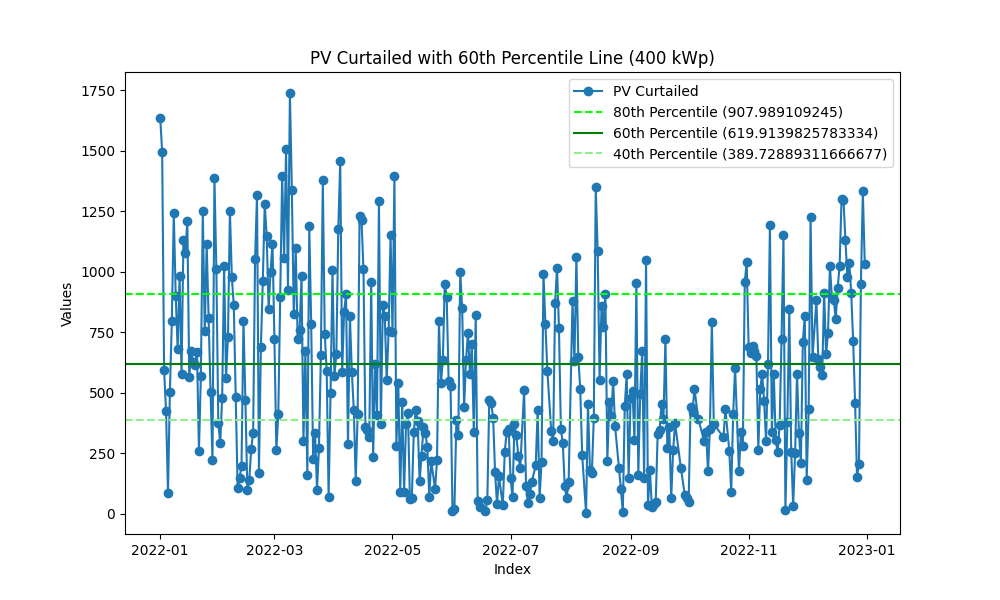 PV Curtailed with 60th Percentile Line (400 kWp)
PV Curtailed
80th Percentile (907.989109245)
60th Percentile (619.9139825783334)
40th Percentile (389.72889311666677)
Values
1750
1500
1250
1000
750
500
250
0
2022-01 2022-03 2022-05 2022-07 2022-09 2022-11 2023-01
Index